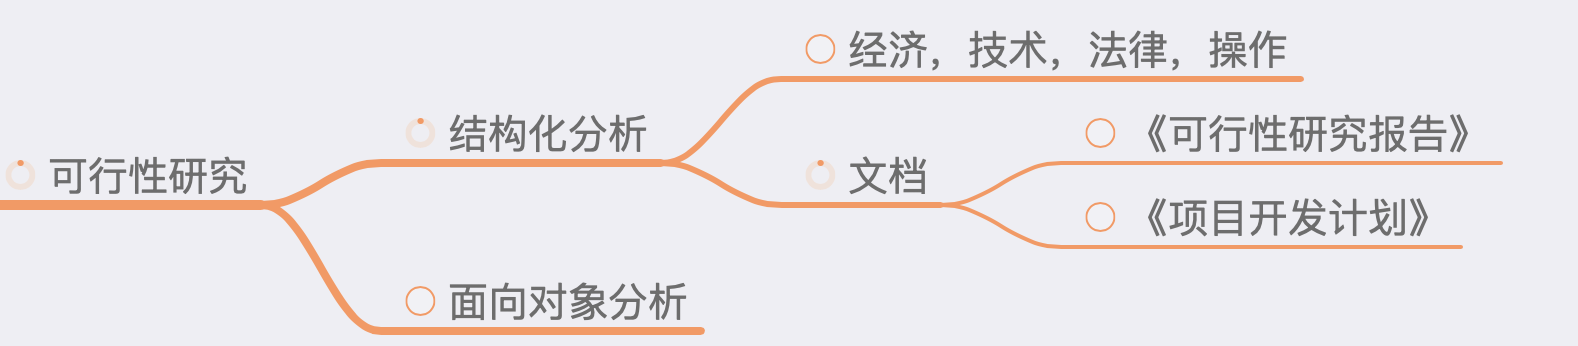 可行性研究
结构化分析
经济，技术，法律，操作
文档
《可行性研究报告》
《项目开发计划》
面向对象分析